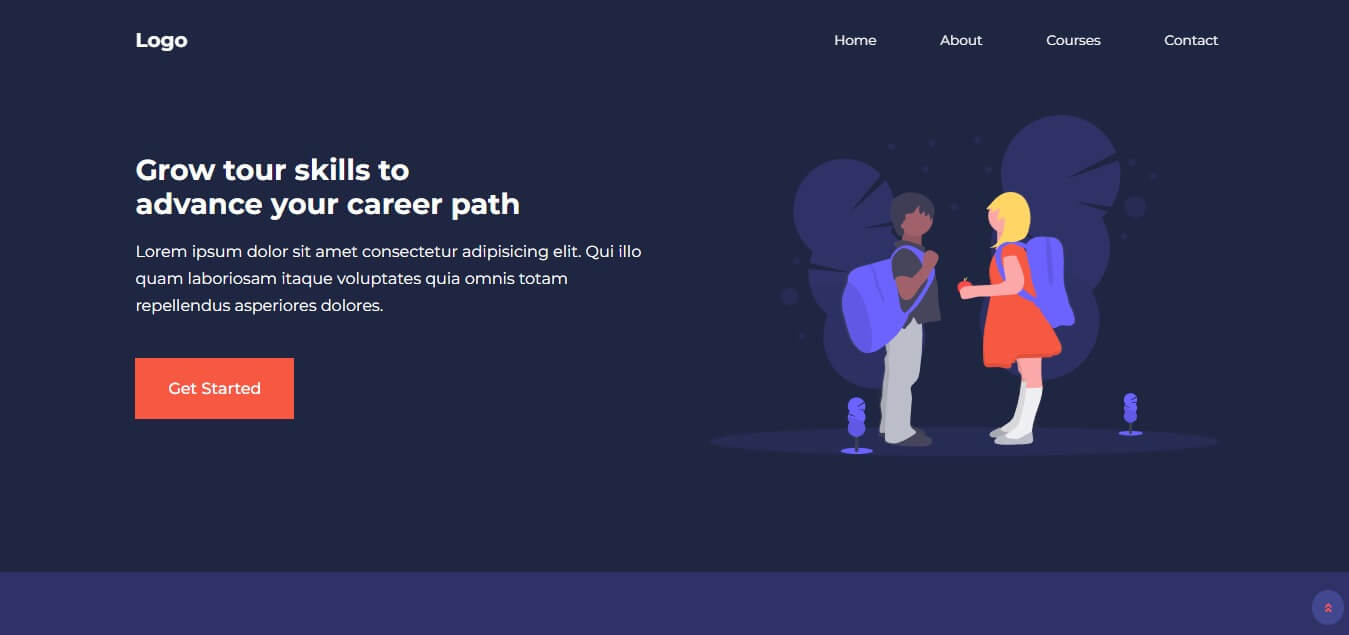 Logo
Home About Courses Contact
Grow tour skills to
advance your career path
Lorem ipsum dolor sit amet consectetur adipisicing elit. Qui illo
quam laboriosam itaque voluptates quia omnis totam
repellendus asperiores dolores.
Get Started